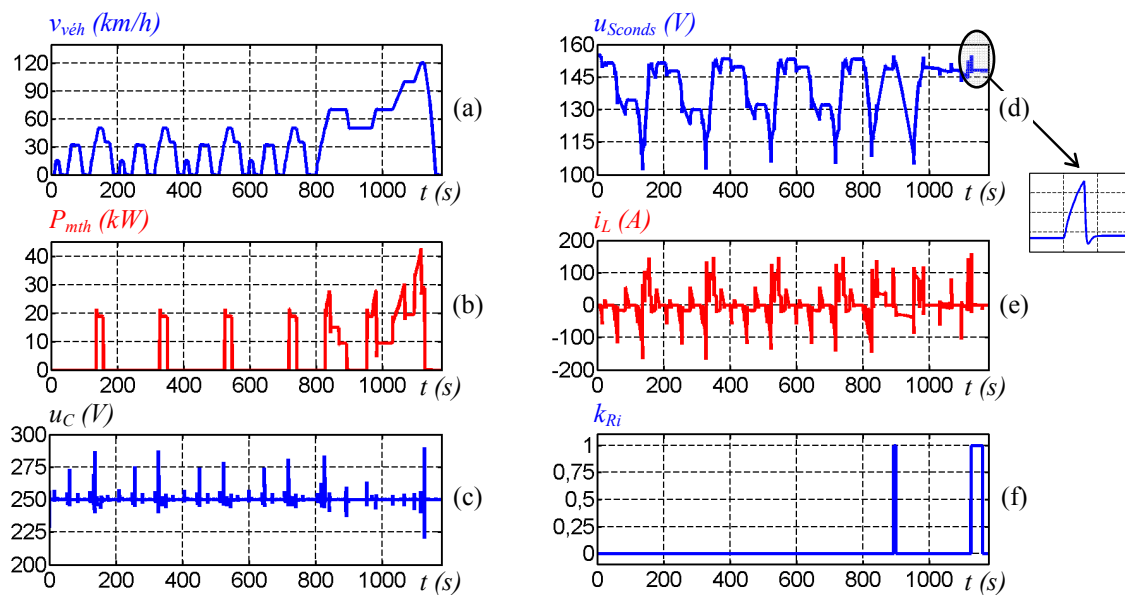 v_véh (km/h)
120
90
60
30
0
0 200 400 600 800 1000
t (s)
(a)
u_Sconds (V)
160
145
130
115
100
0 200 400 600 800 1000
t (s)
(d)
P_mth (kW)
40
30
20
10
0
0 200 400 600 800 1000
t (s)
(b)
i_L (A)
200
100
0
-100
-200
0 200 400 600 800 1000
t (s)
(e)
u_C (V)
300
275
250
225
200
0 200 400 600 800 1000
t (s)
(c)
k_Ri
1
0,75
0,5
0,25
0
0 200 400 600 800 1000
t (s)
(f)